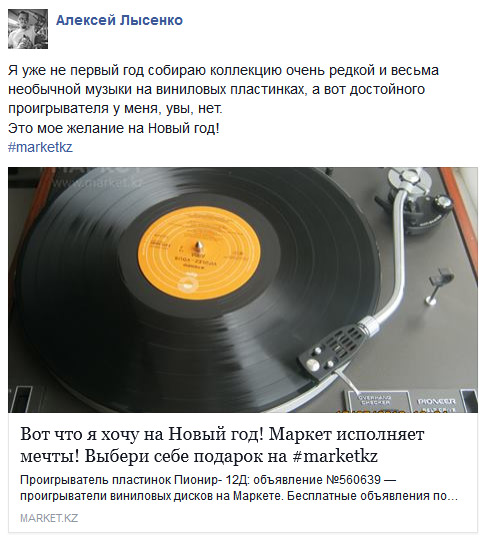 Алексей Лысенко
Я уже не первый год собираю коллекцию очень редкой и весьма
необычной музыки на виниловых пластинках, а вот достойного
проигрывателя у меня, увы, нет.
Это мое желание на Новый год!
#marketkz
МАРКЕТ
www.market.kz
OVERHANG
CHECKER
PIONEER
Вот что я хочу на Новый год! Маркет исполняет
мечты! Выбери себе подарок на #marketkz
Проигрыватель пластинок Пионир- 12Д: объявление №560639 —
проигрыватели виниловых дисков на Маркете. Бесплатные объявления по...
MARKET.KZ